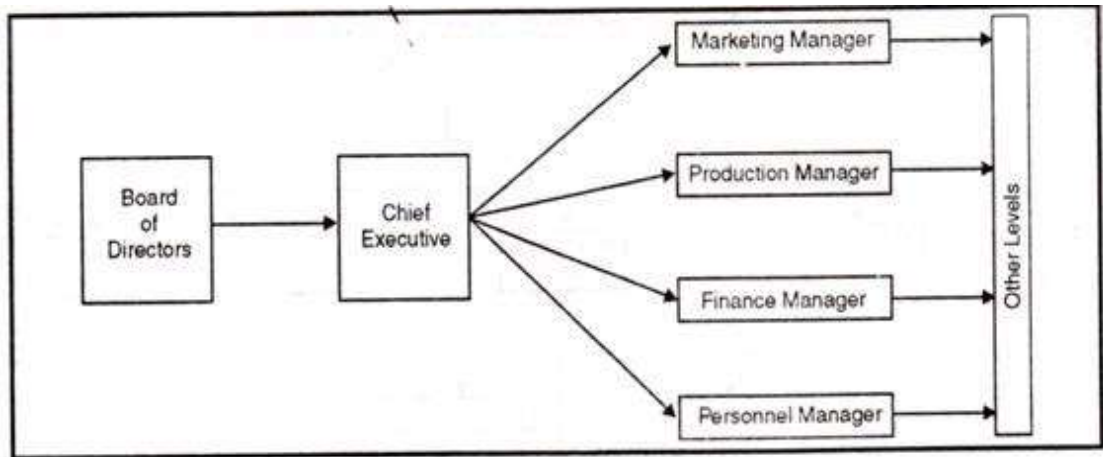 Board
of
Directors
Chief
Executive
Marketing Manager
Production Manager
Finance Manager
Personnel Manager
Other Levels